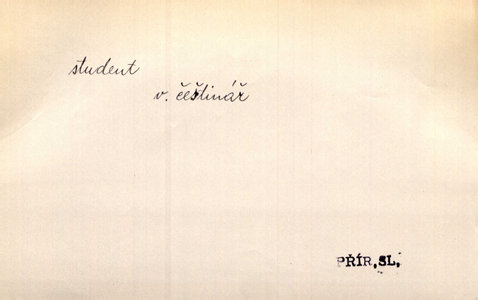 student
v. češtinář
PŘÍR.SL.